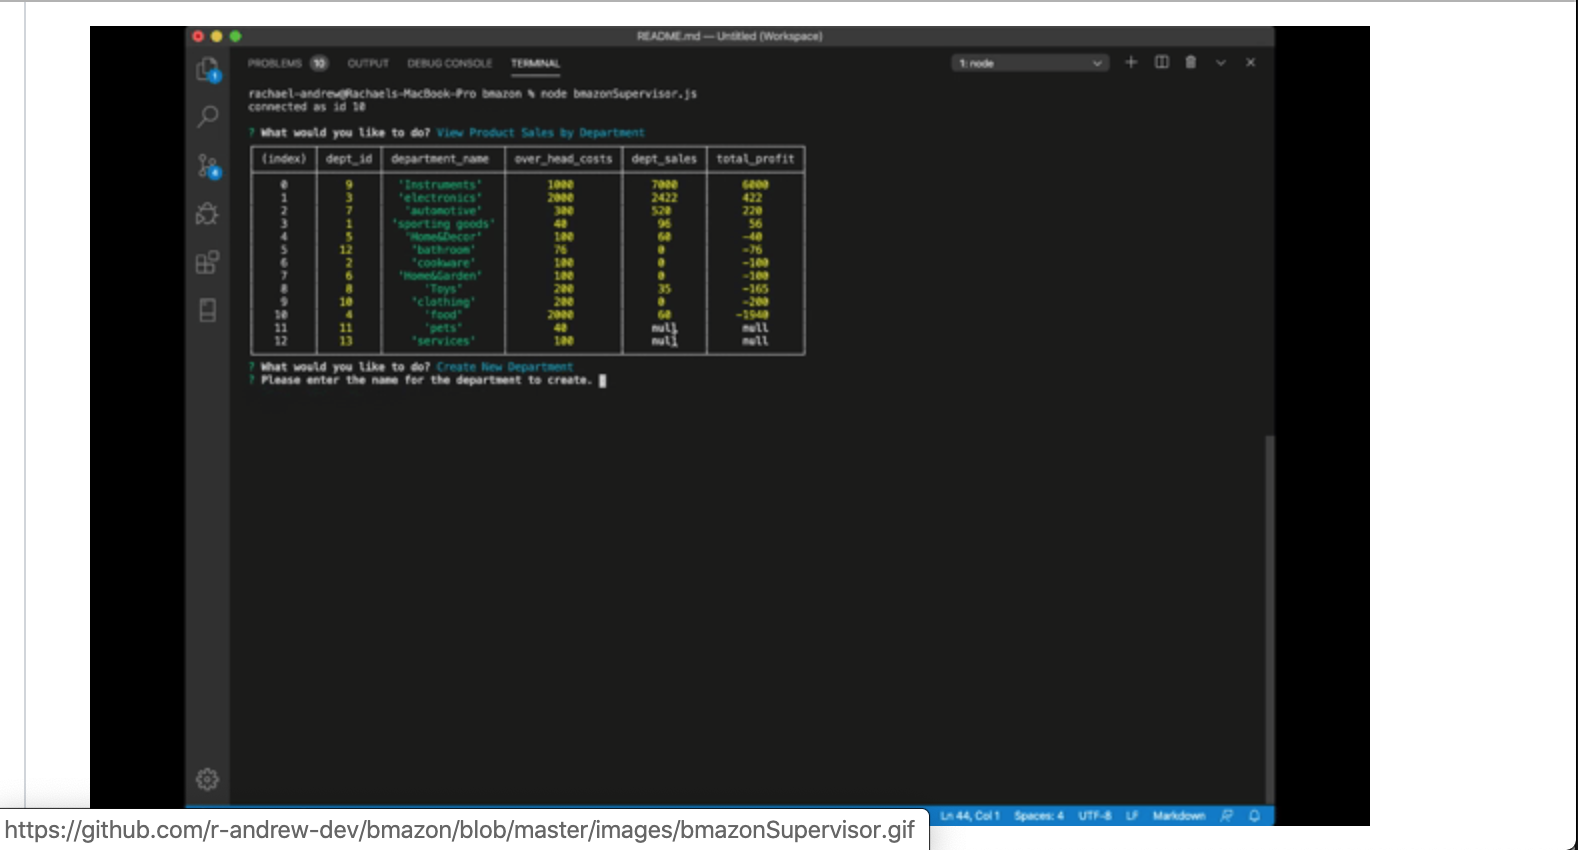 README.md — Untitled (Workspace)
PROBLEMS 10 OUTPUT DEBUG CONSOLE TERMINAL 1: node
rachael-andrew@Rachaels-MacBook-Pro bmazon % node bmazonSupervisor.js
connected as id 10
? What would you like to do? View Product Sales by Department
(index) dept_id department_name over_head_costs dept_sales total_profit
0 9 'Instruments' 1000 7000 6000
1 3 'electronics' 2000 2422 422
2 7 'automotive' 300 520 220
3 1 'sporting goods' 40 96 56
4 5 'Home&Decor' 100 60 -40
5 12 'bathroom' 76 0 -76
6 2 'cookware' 100 0 -100
7 6 'Home&Garden' 100 0 -100
8 8 'Toys' 200 35 -165
9 10 'clothing' 200 0 -200
10 4 'food' 2000 60 -1940
11 11 'pets' 40 null null
12 13 'services' 100 null null
? What would you like to do? Create New Department
? Please enter the name for the department to create.
1
4
Ln 44, Col 1 Spaces: 4 UTF-8 LF Markdown
https://github.com/r-andrew-dev/bmazon/blob/master/images/bmazonSupervisor.gif